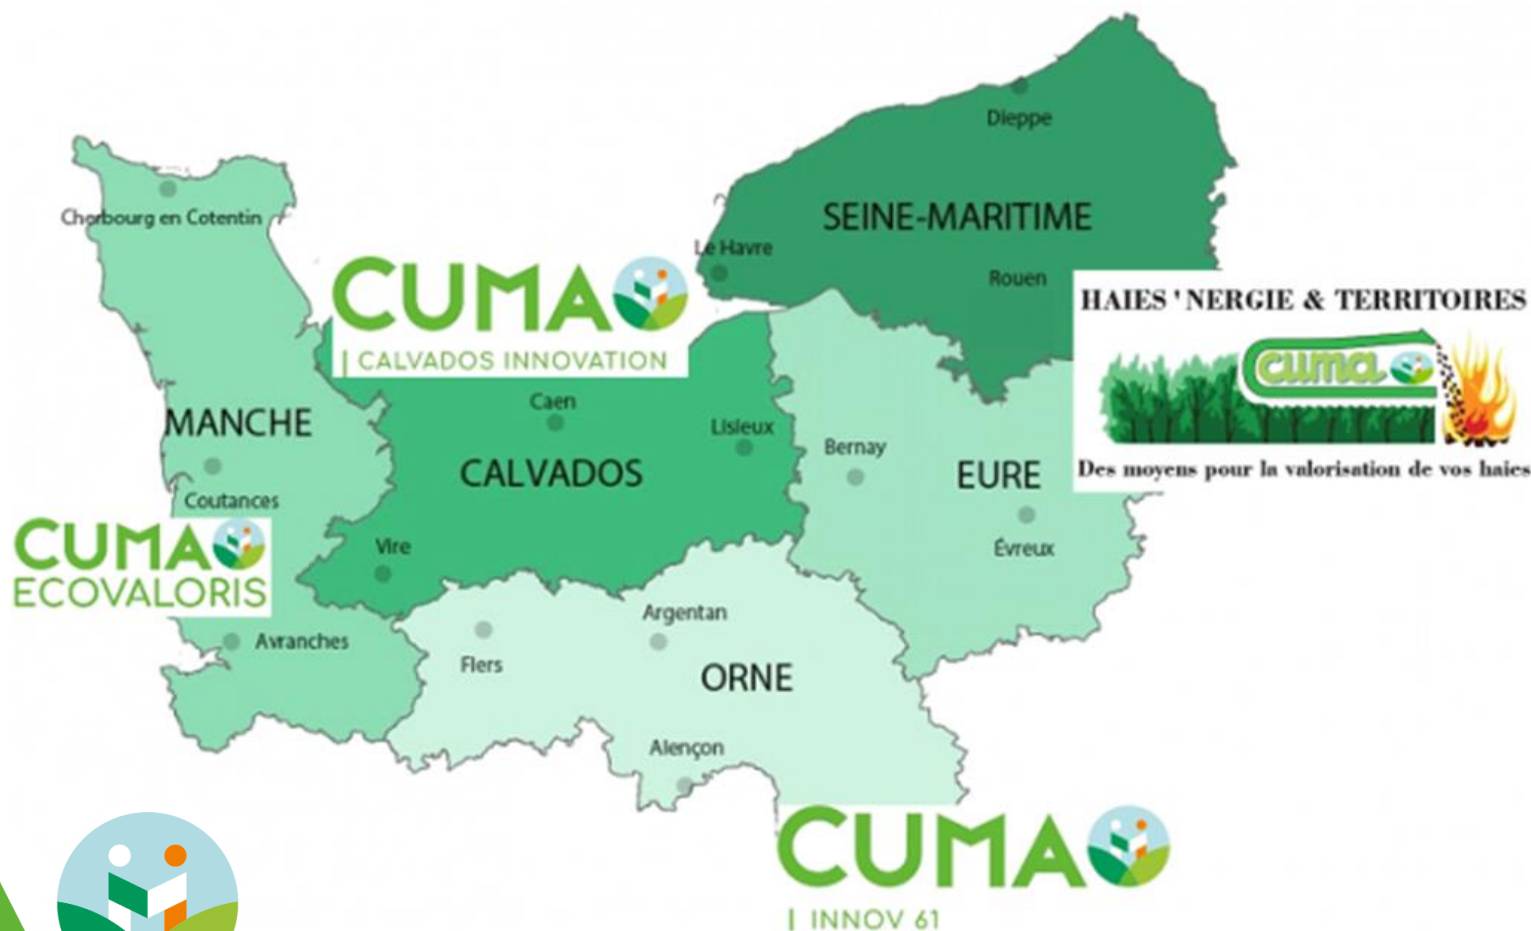 Dieppe
SEINE-MARITIME
Cherbourg en Cotentin
Le Havre
Rouen
CUMA
| CALVADOS INNOVATION
HAIES 'NERGIE & TERRITOIRES
cuma
Des moyens pour la valorisation de vos haies
MANCHE
Caen
Lisieux
CALVADOS
Bernay
EURE
Coutances
CUMA
ECOVALORIS
Vire
Évreux
Avranches
Argentan
Flers
ORNE
Alençon
CUMA
| INNOV 61